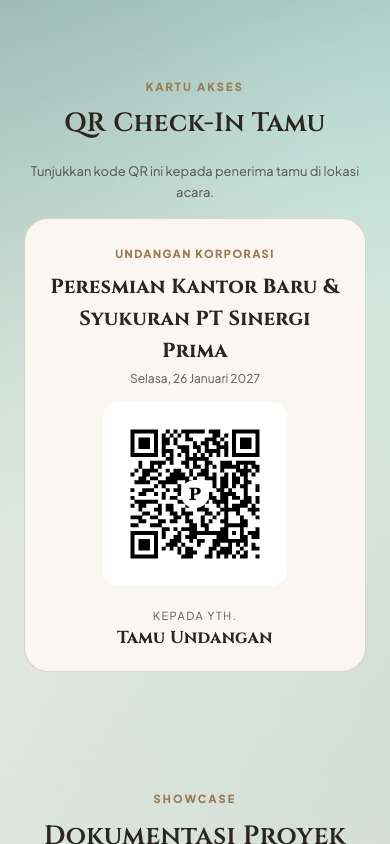 KARTU AKSES
QR Check-In Tamu
Tunjukkan kode QR ini kepada penerima tamu di lokasi
acara.
UNDANGAN KORPORASI
Peresmian Kantor Baru &
Syukuran PT Sinergi
Prima
Selasa, 26 Januari 2027
P
KEPADA YTH.
Tamu Undangan
SHOWCASE
Dokumentasi Proyek